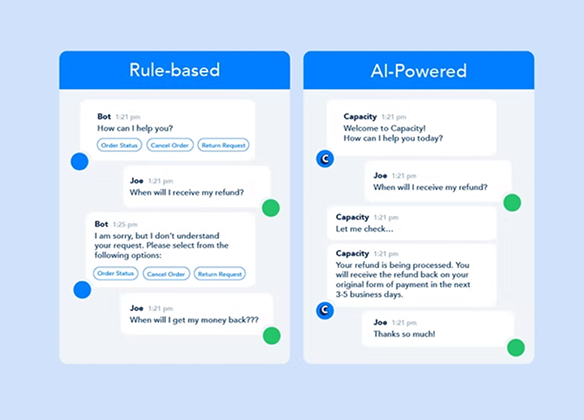 Rule-based
Bot 1:21 pm
How can I help you?
Order Status Cancel Order Return Request
Joe 1:21 pm
When will I receive my refund?
Bot 1:25 pm
I am sorry, but I don't understand
your request. Please select from the
following options:
Order Status Cancel Order Return Request
Joe 1:21 pm
When will I get my money back???
AI-Powered
Capacity 1:21 pm
Welcome to Capacity!
How can I help you today?
C
Joe 1:21 pm
When will I receive my refund?
Capacity 1:21 pm
Let me check...
Capacity 1:21 pm
Your refund is being processed. You
will receive the refund back on your
original form of payment in the next
3-5 business days.
C
Joe 1:21 pm
Thanks so much!